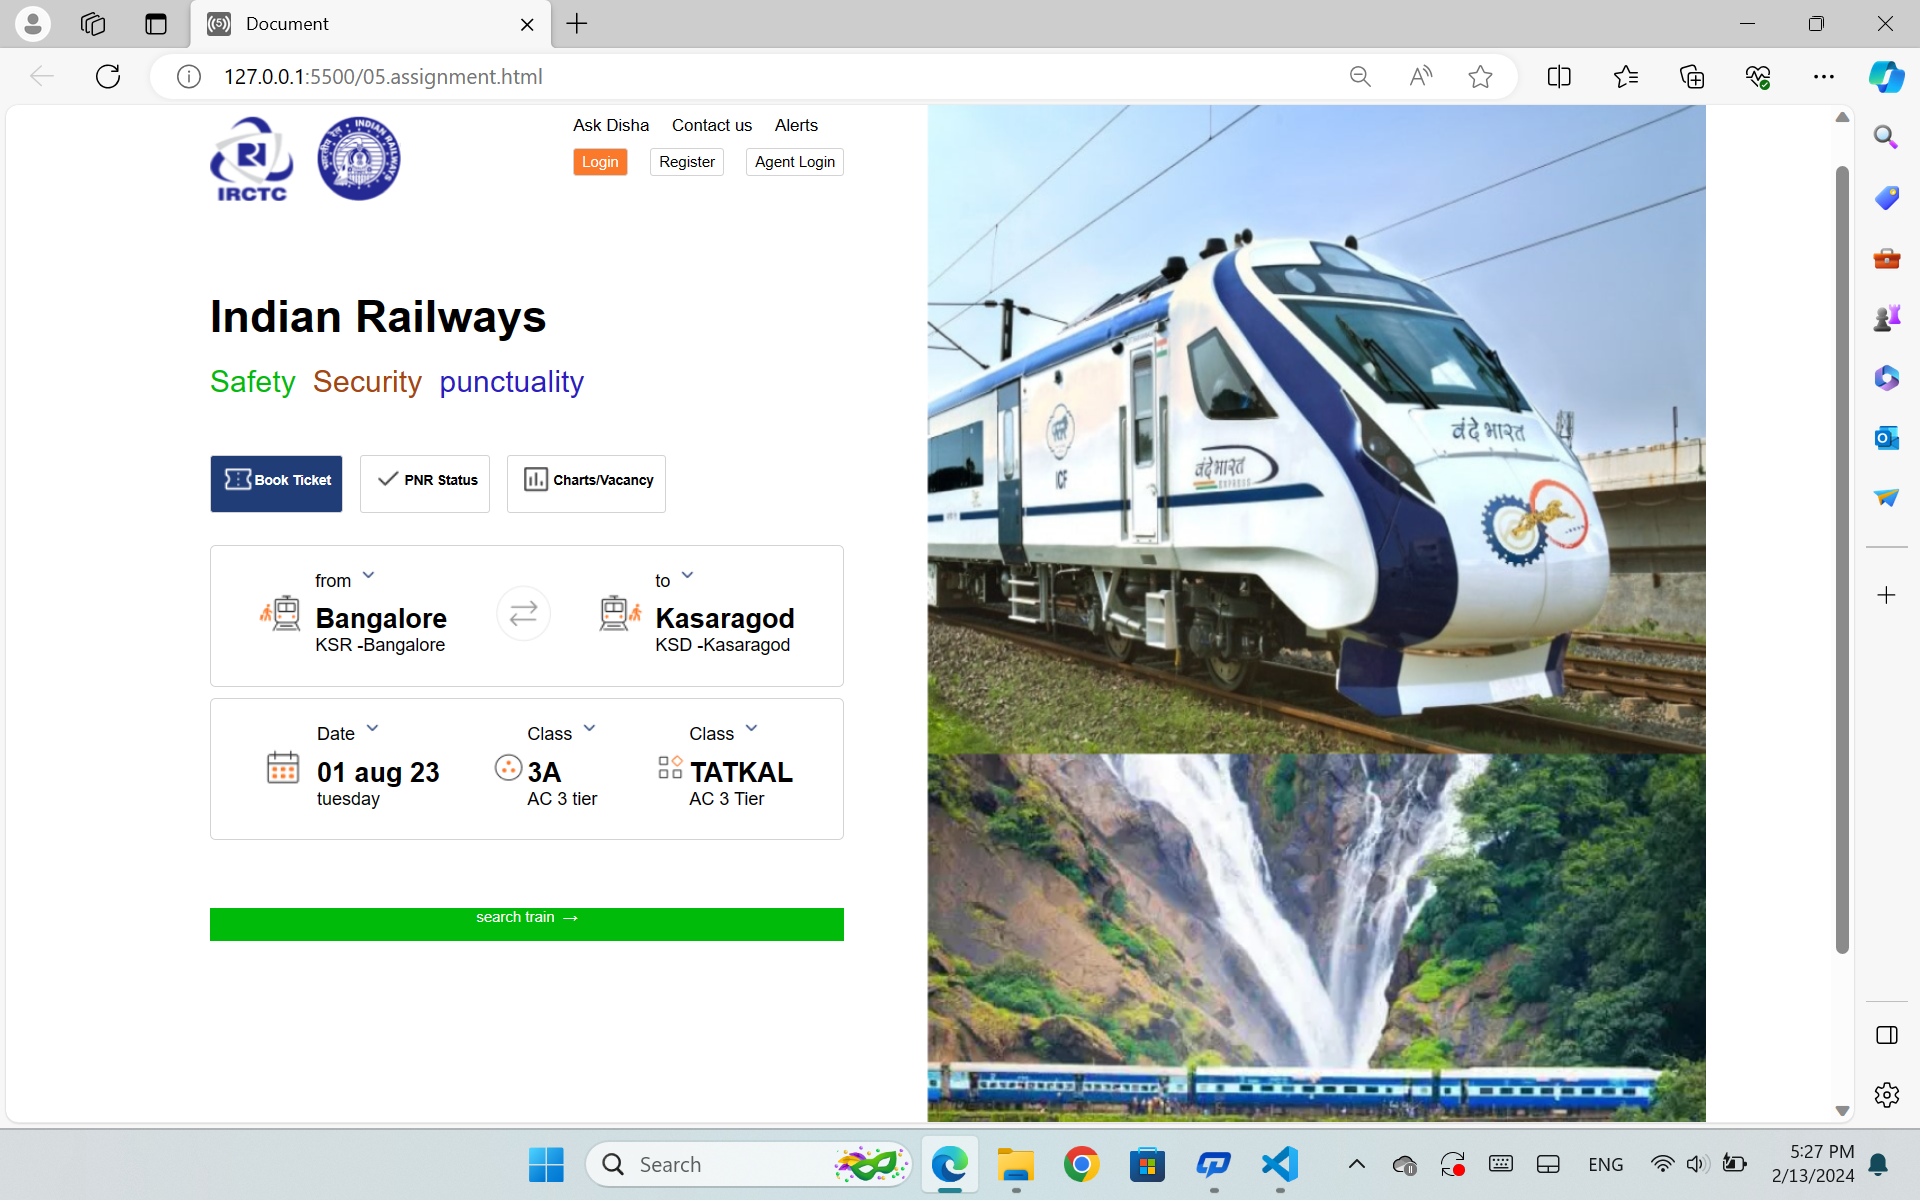 Document
127.0.0.1:5500/05.assignment.html
IRCTC
INDIAN RAILWAYS
Ask Disha Contact us Alerts
Login Register Agent Login
Indian Railways
Safety Security punctuality
Book Ticket PNR Status Charts/Vacancy
from to
Bangalore Kasaragod
KSR -Bangalore KSD -Kasaragod
Date Class Class
01 aug 23 3A TATKAL
tuesday AC 3 tier AC 3 Tier
search train →
वंदे भारत
वंदे भारत
EXPRESS
ICF
Search
ENG
5:27 PM
2/13/2024